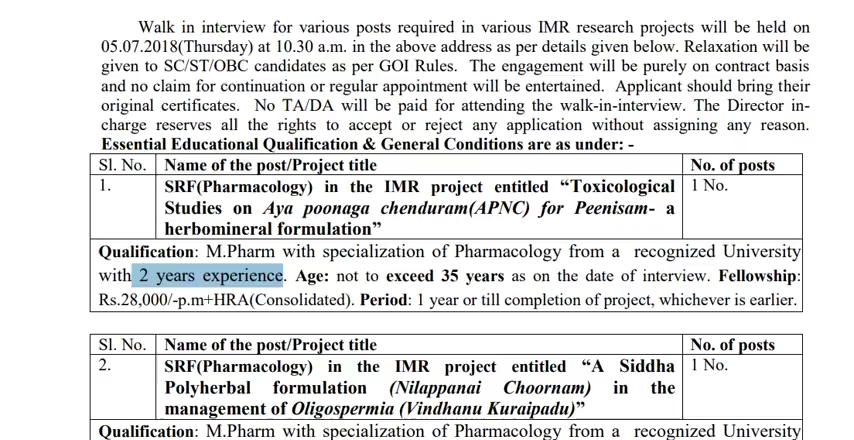 Walk in interview for various posts required in various IMR research projects will be held on
05.07.2018(Thursday) at 10.30 a.m. in the above address as per details given below. Relaxation will be
given to SC/ST/OBC candidates as per GOI Rules. The engagement will be purely on contract basis
and no claim for continuation or regular appointment will be entertained. Applicant should bring their
original certificates. No TA/DA will be paid for attending the walk-in-interview. The Director in-
charge reserves all the rights to accept or reject any application without assigning any reason.
Essential Educational Qualification & General Conditions are as under: -
Sl. No. Name of the post/Project title No. of posts
1. SRF(Pharmacology) in the IMR project entitled “Toxicological 1 No.
Studies on Aya poonaga chenduram(APNC) for Peenisam- a
herbomineral formulation”
Qualification: M.Pharm with specialization of Pharmacology from a recognized University
with 2 years experience. Age: not to exceed 35 years as on the date of interview. Fellowship:
Rs.28,000/-p.m+HRA(Consolidated). Period: 1 year or till completion of project, whichever is earlier.
Sl. No. Name of the post/Project title No. of posts
2. SRF(Pharmacology) in the IMR project entitled “A Siddha 1 No.
Polyherbal formulation (Nilappanai Choornam) in the
management of Oligospermia (Vindhanu Kuraipadu)”
Qualification: M.Pharm with specialization of Pharmacology from a recognized University